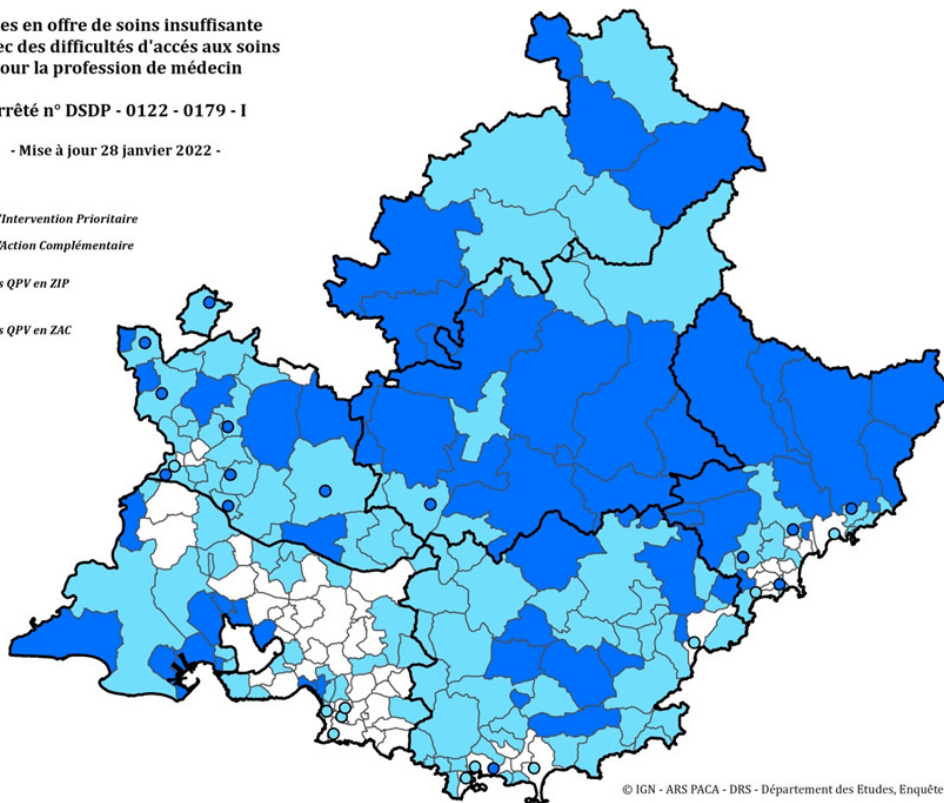 es en offre de soins insuffisante
ec des difficultés d'accés aux soins
our la profession de médecin
rrêté n° DSDP - 0122 - 0179 - I
- Mise à jour 28 janvier 2022 -
'Intervention Prioritaire
'Action Complémentaire
s QPV en ZIP
s QPV en ZAC
© IGN - ARS PACA - DRS - Département des Etudes, Enquête